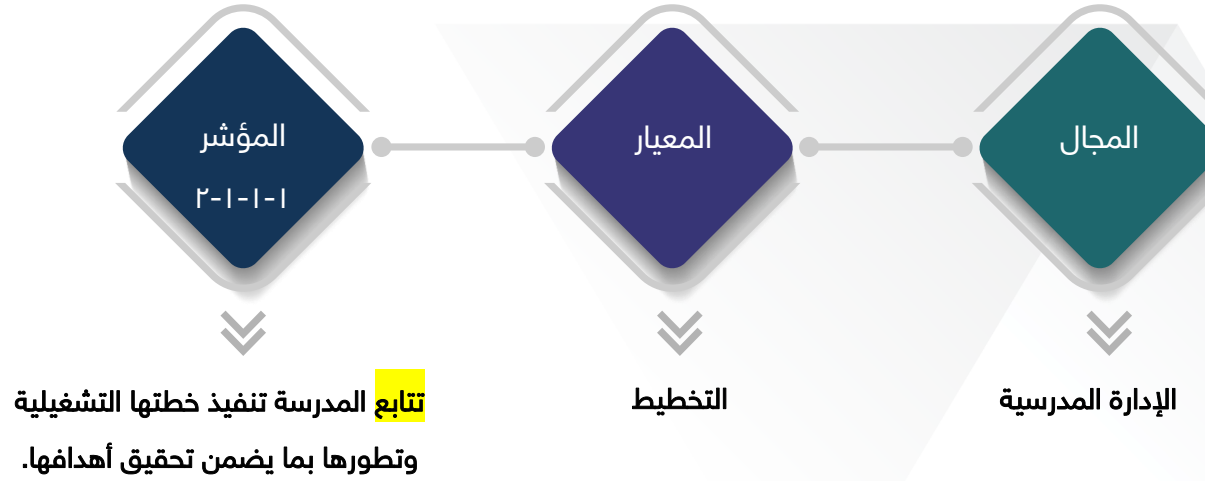 المجال
المعيار
المؤشر
١-١-١-٢
الإدارة المدرسية
التخطيط
تتابع المدرسة تنفيذ خطتها التشغيلية
وتطورها بما يضمن تحقيق أهدافها.